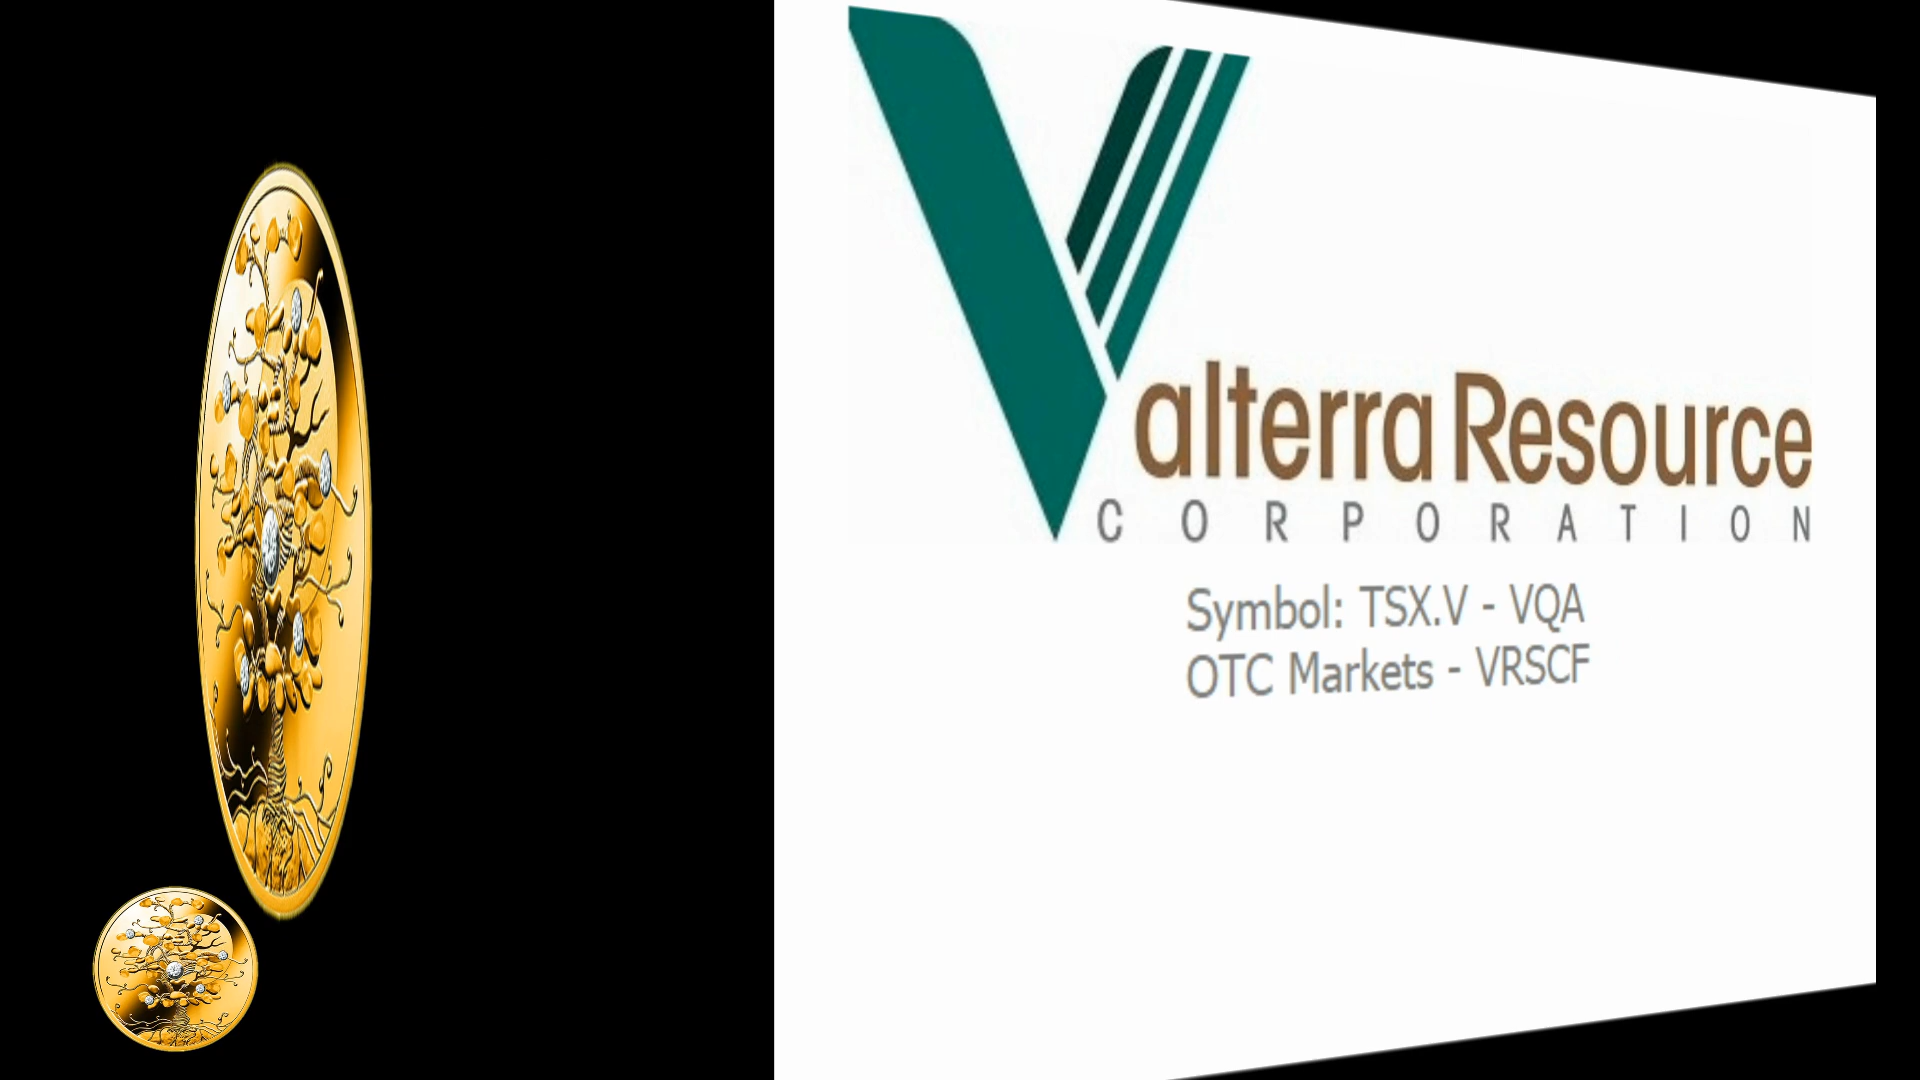 Valterra Resource
CORPORATION
Symbol: TSX.V - VQA
OTC Markets - VRSCF